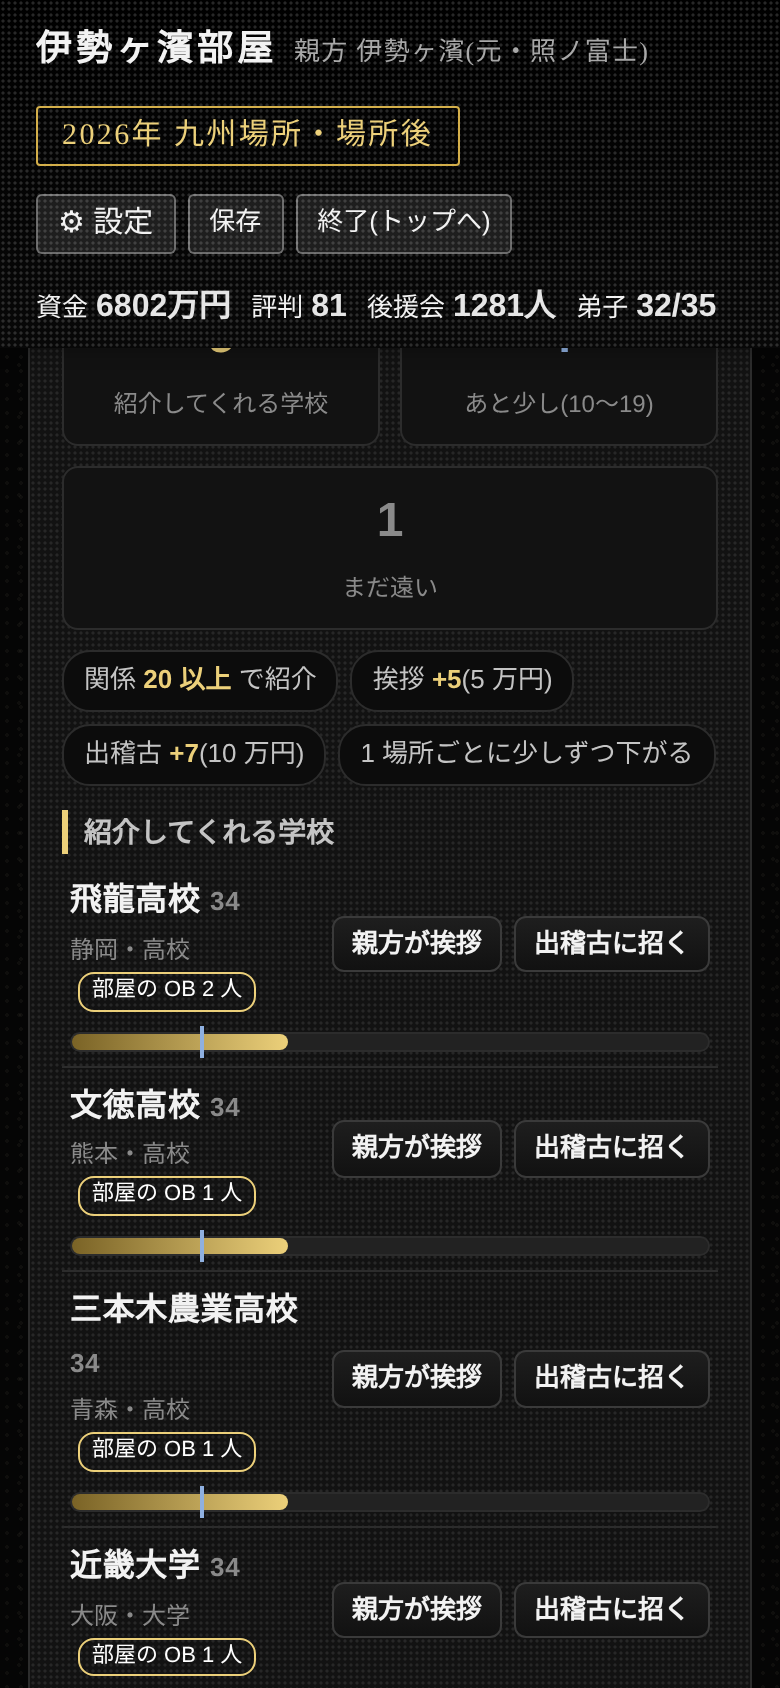 伊勢ヶ濱部屋 親方 伊勢ヶ濱(元・照ノ富士)
2026年 九州場所・場所後
⚙ 設定 保存 終了(トップへ)
資金 6802万円 評判 81 後援会 1281人 弟子 32/35
紹介してくれる学校 あと少し(10〜19)
1
まだ遠い
関係 20 以上 で紹介 挨拶 +5(5 万円)
出稽古 +7(10 万円) 1 場所ごとに少しずつ下がる
紹介してくれる学校
飛龍高校 34
静岡・高校
部屋の OB 2 人
親方が挨拶 出稽古に招く
文徳高校 34
熊本・高校
部屋の OB 1 人
親方が挨拶 出稽古に招く
三本木農業高校
34
青森・高校
部屋の OB 1 人
親方が挨拶 出稽古に招く
近畿大学 34
大阪・大学
部屋の OB 1 人
親方が挨拶 出稽古に招く